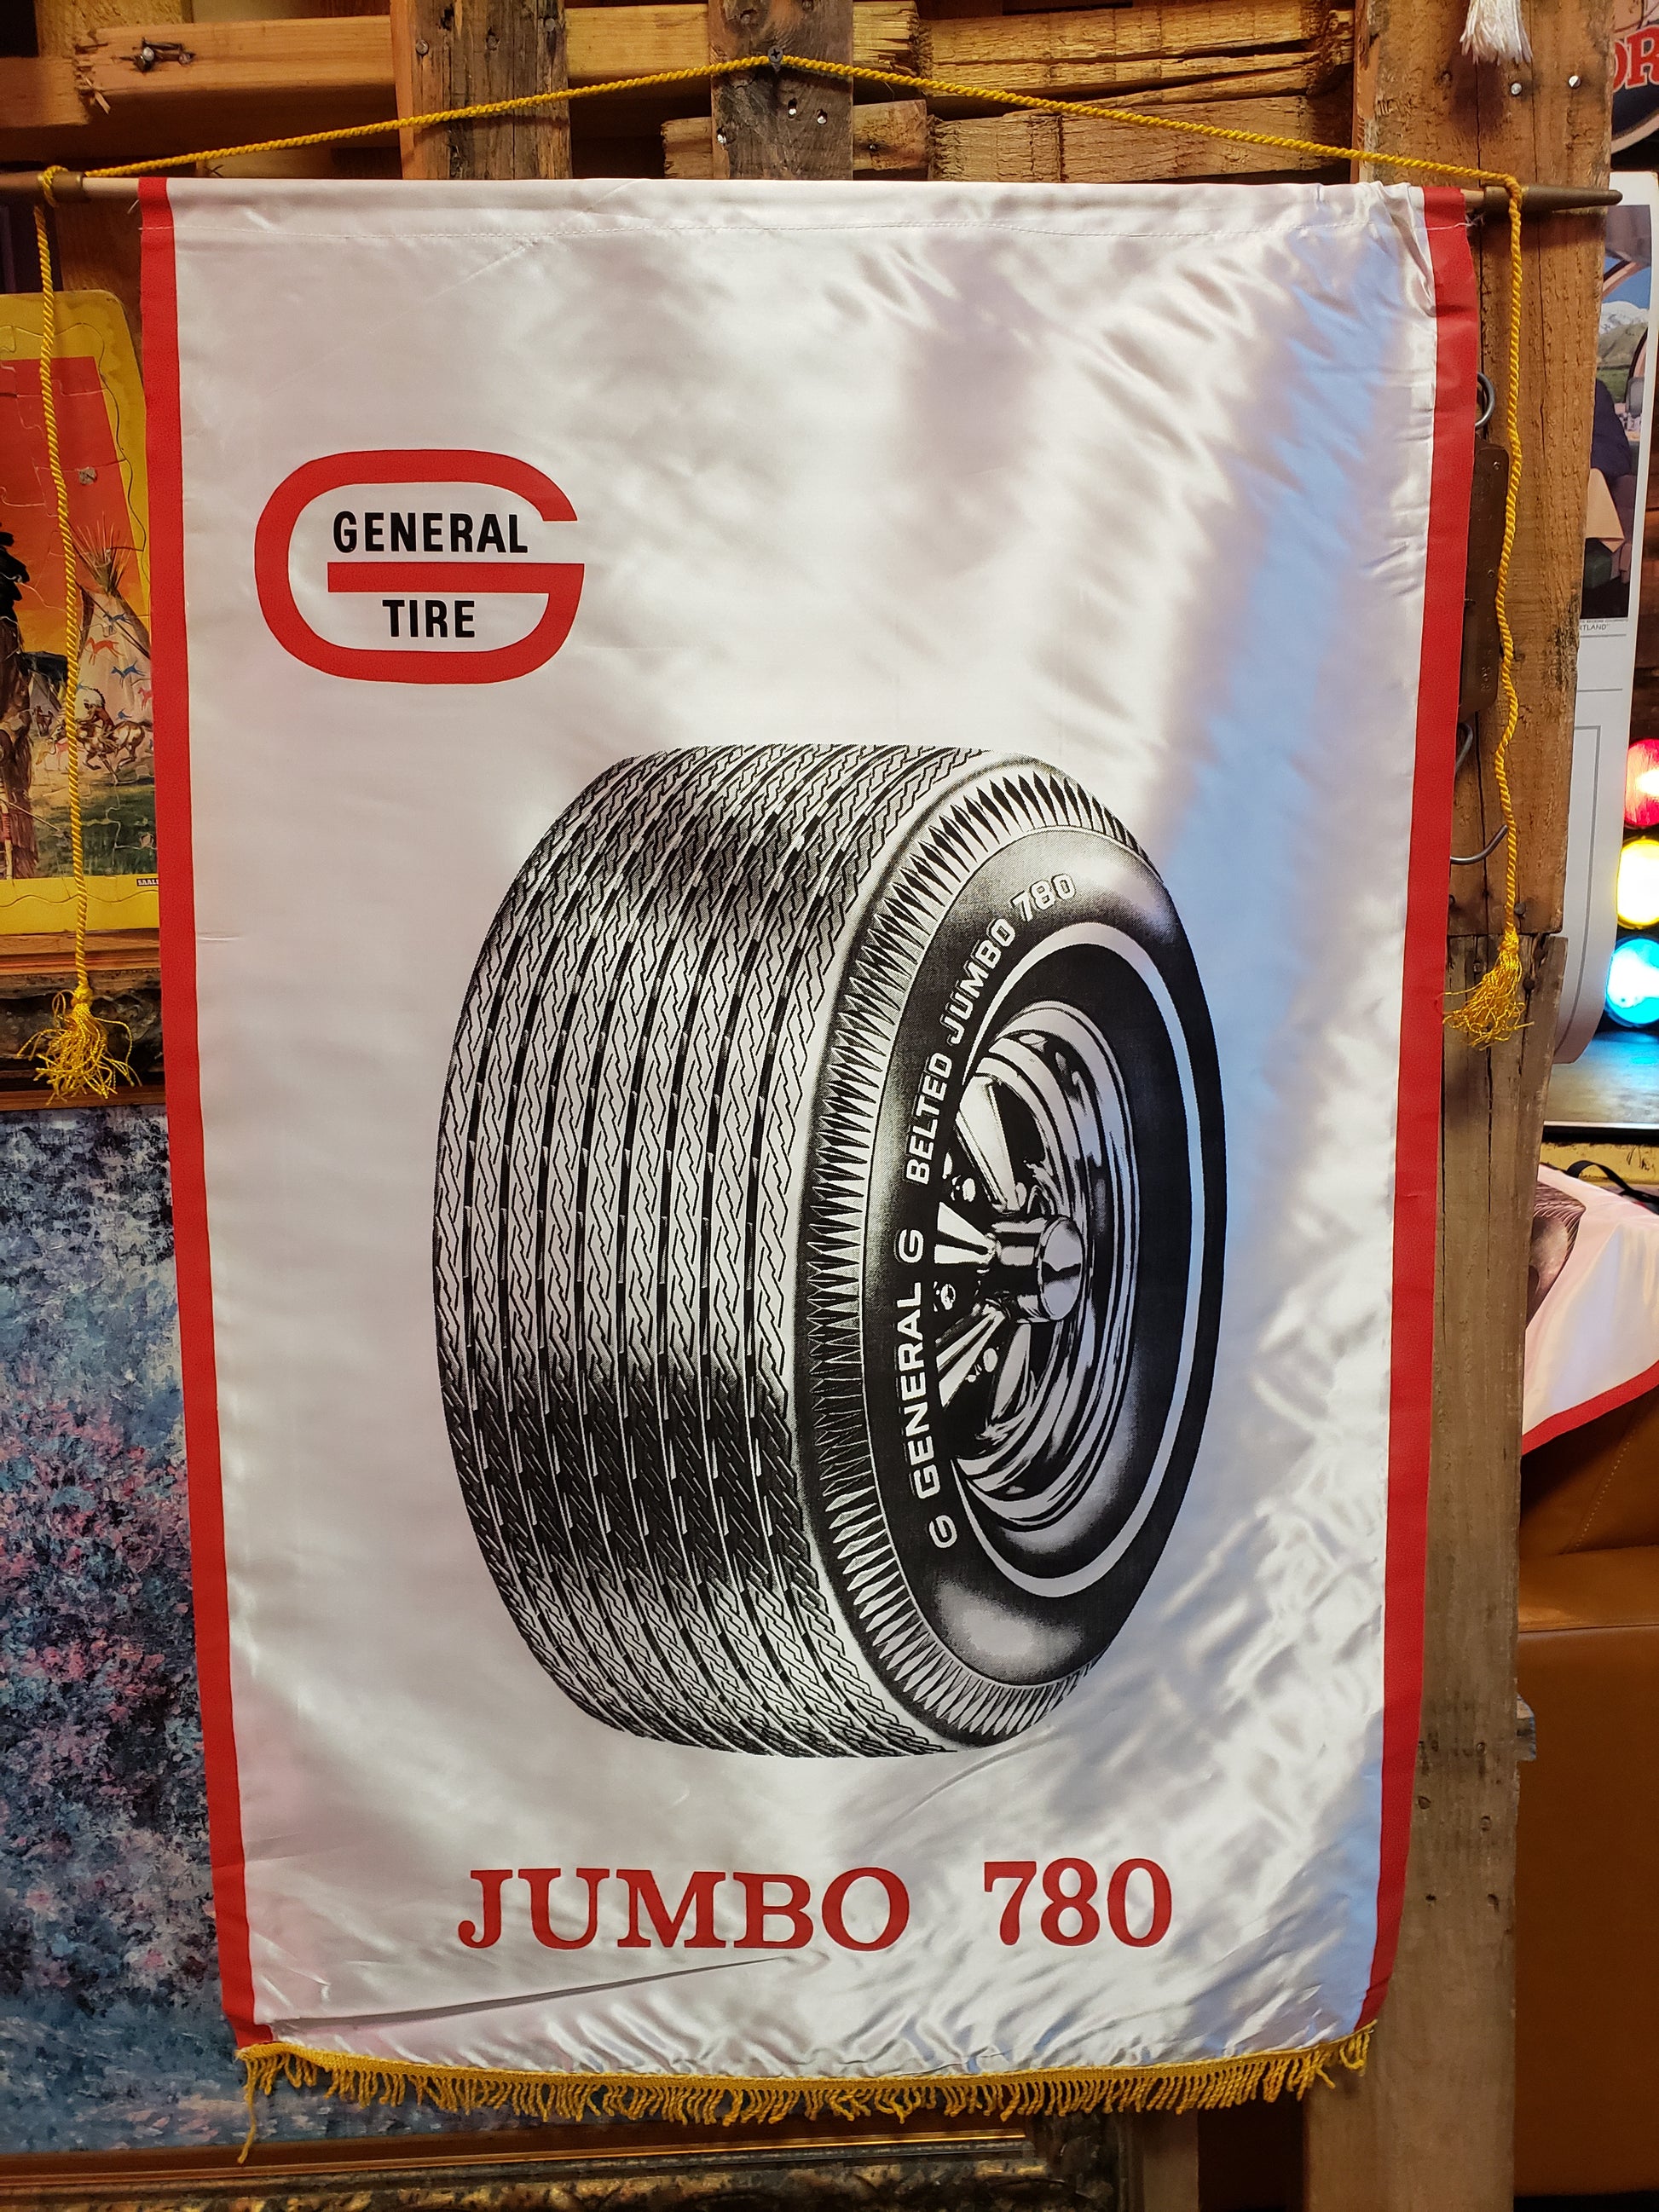 GENERAL
TIRE
G GENERAL G BELTED JUMBO 780
JUMBO 780